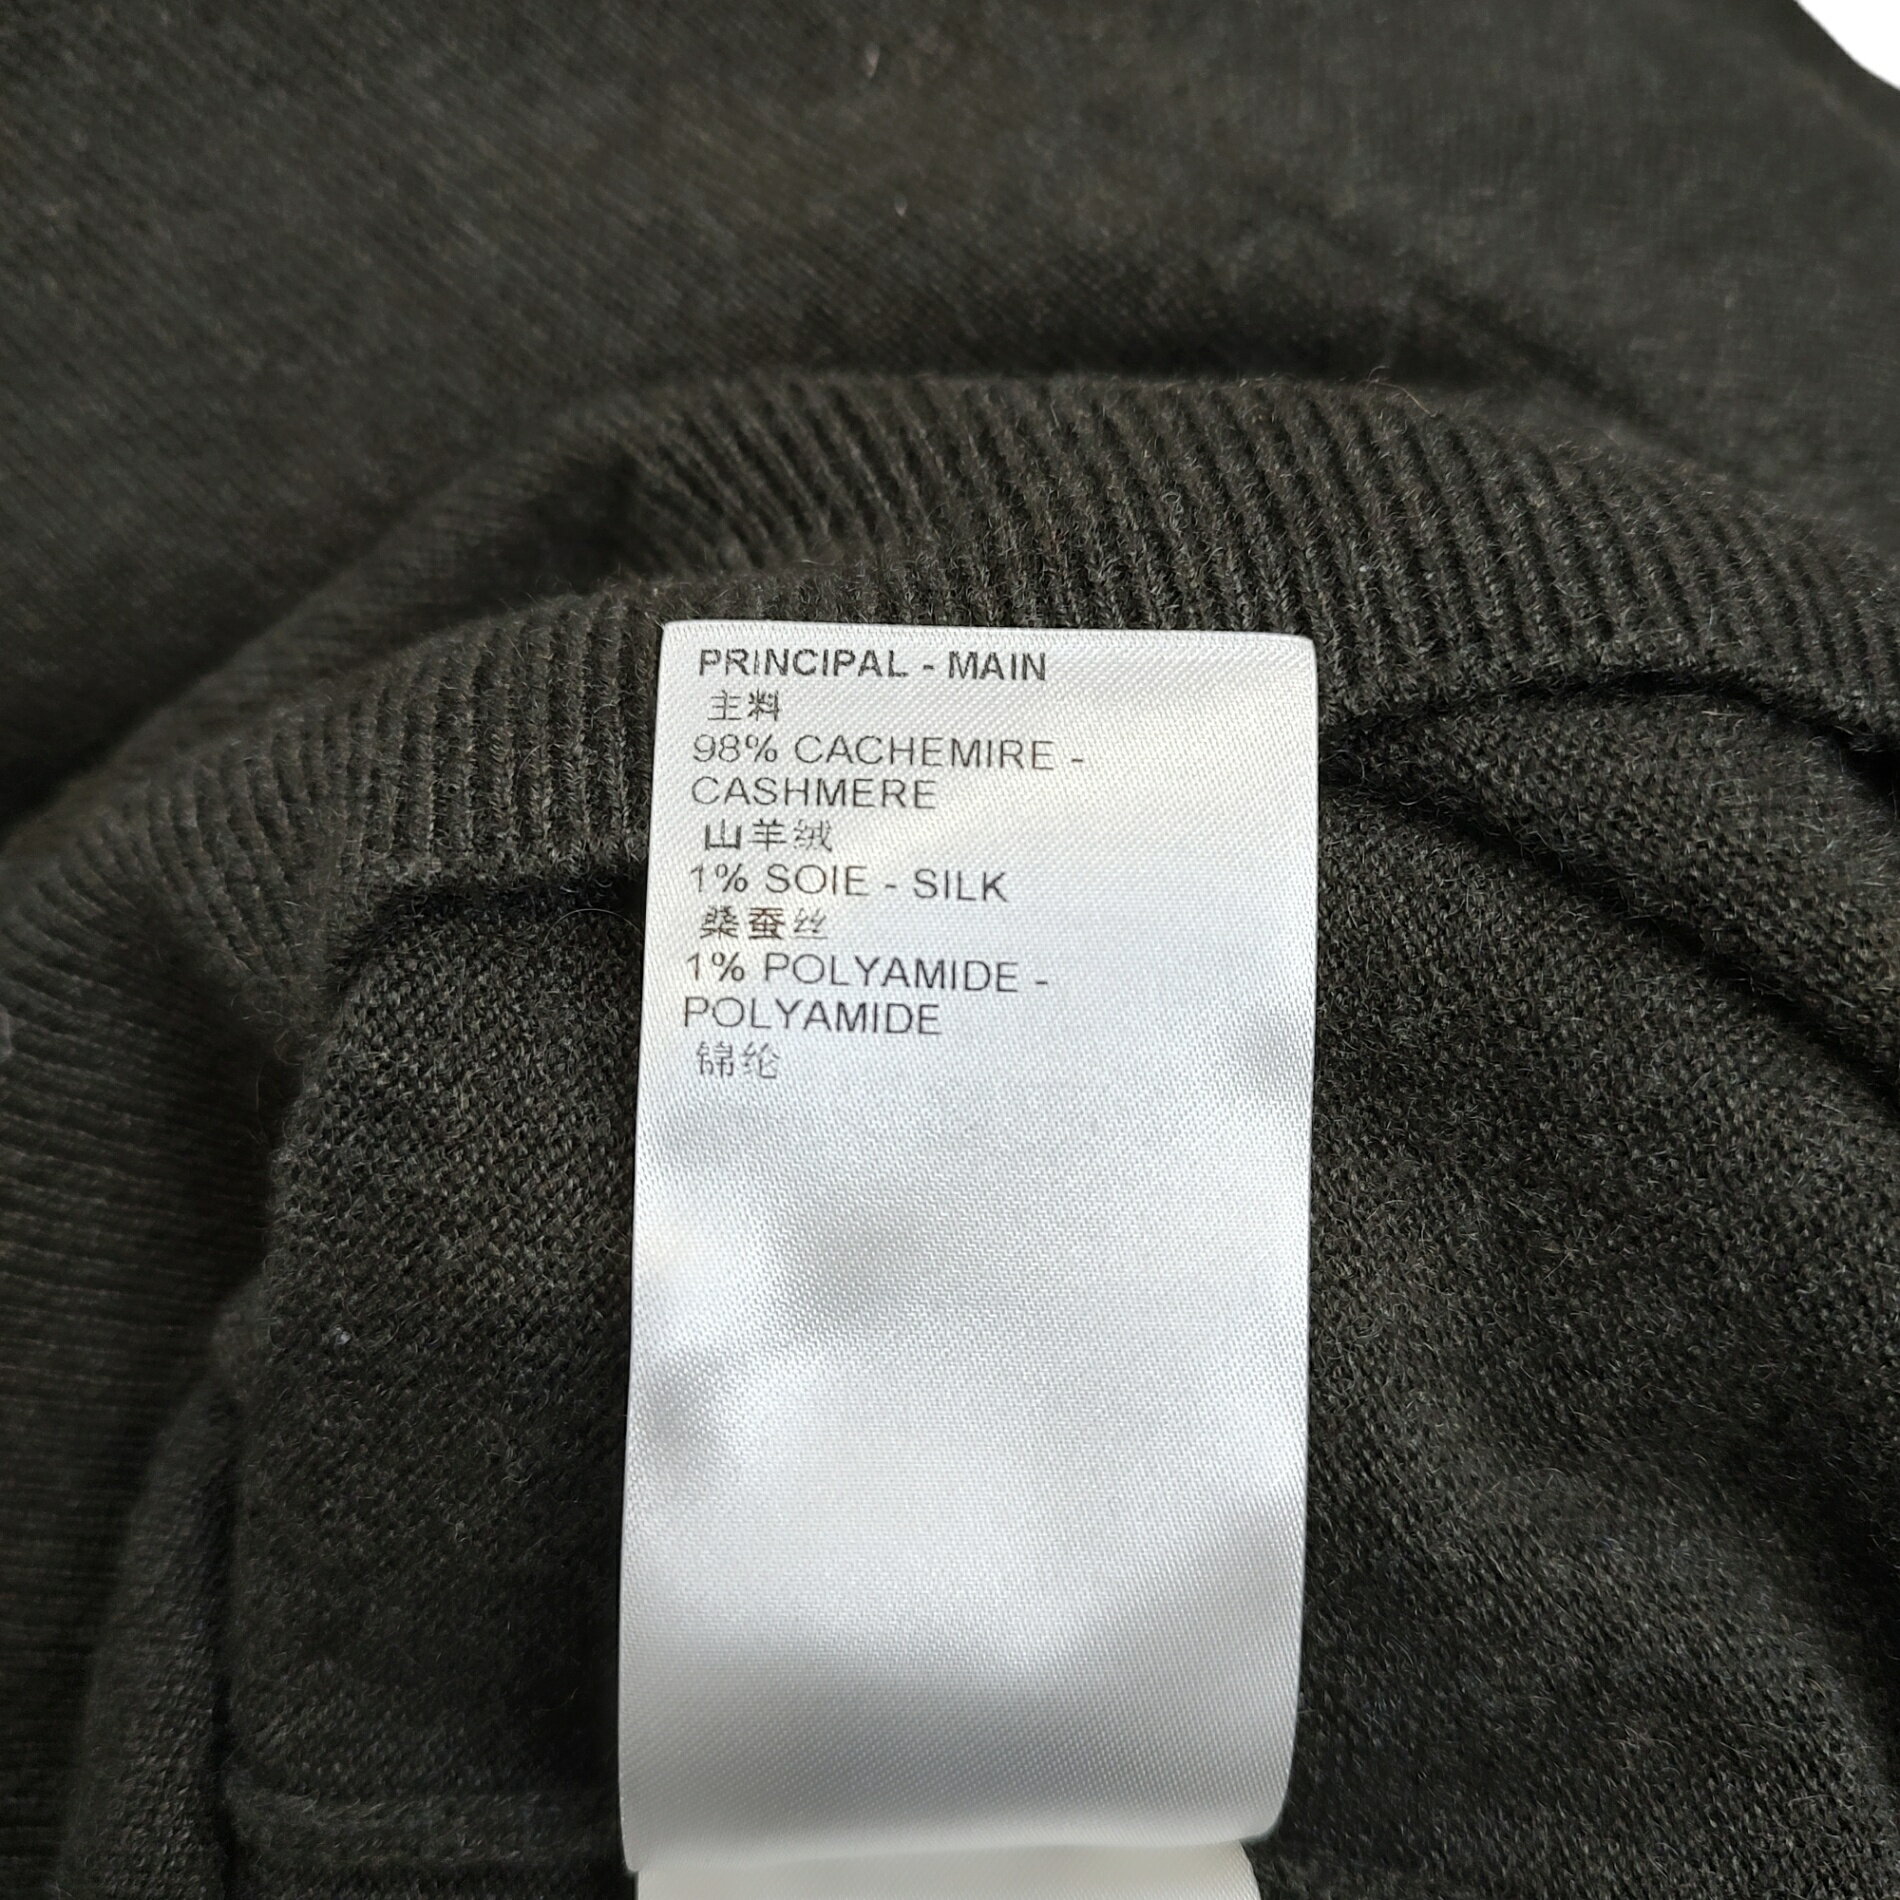 PRINCIPAL - MAIN
主料
98% CACHEMIRE -
CASHMERE
山羊绒
1% SOIE - SILK
桑蚕丝
1% POLYAMIDE -
POLYAMIDE
锦纶